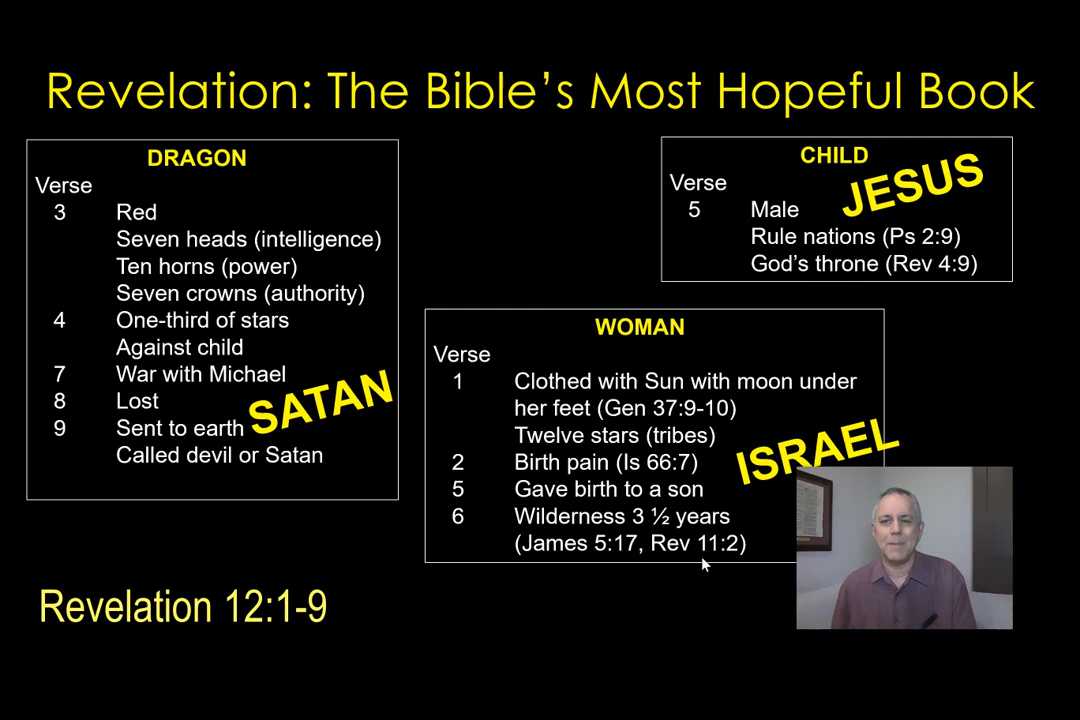 Revelation: The Bible's Most Hopeful Book
DRAGON
Verse
3 Red
Seven heads (intelligence)
Ten horns (power)
Seven crowns (authority)
4 One-third of stars
Against child
7 War with Michael
8 Lost
9 Sent to earth
Called devil or Satan
SATAN
CHILD
Verse
5 Male
Rule nations (Ps 2:9)
God's throne (Rev 4:9)
JESUS
WOMAN
Verse
1 Clothed with Sun with moon under
her feet (Gen 37:9-10)
Twelve stars (tribes)
2 Birth pain (Is 66:7)
5 Gave birth to a son
6 Wilderness 3 ½ years
(James 5:17, Rev 11:2)
ISRAEL
Revelation 12:1-9